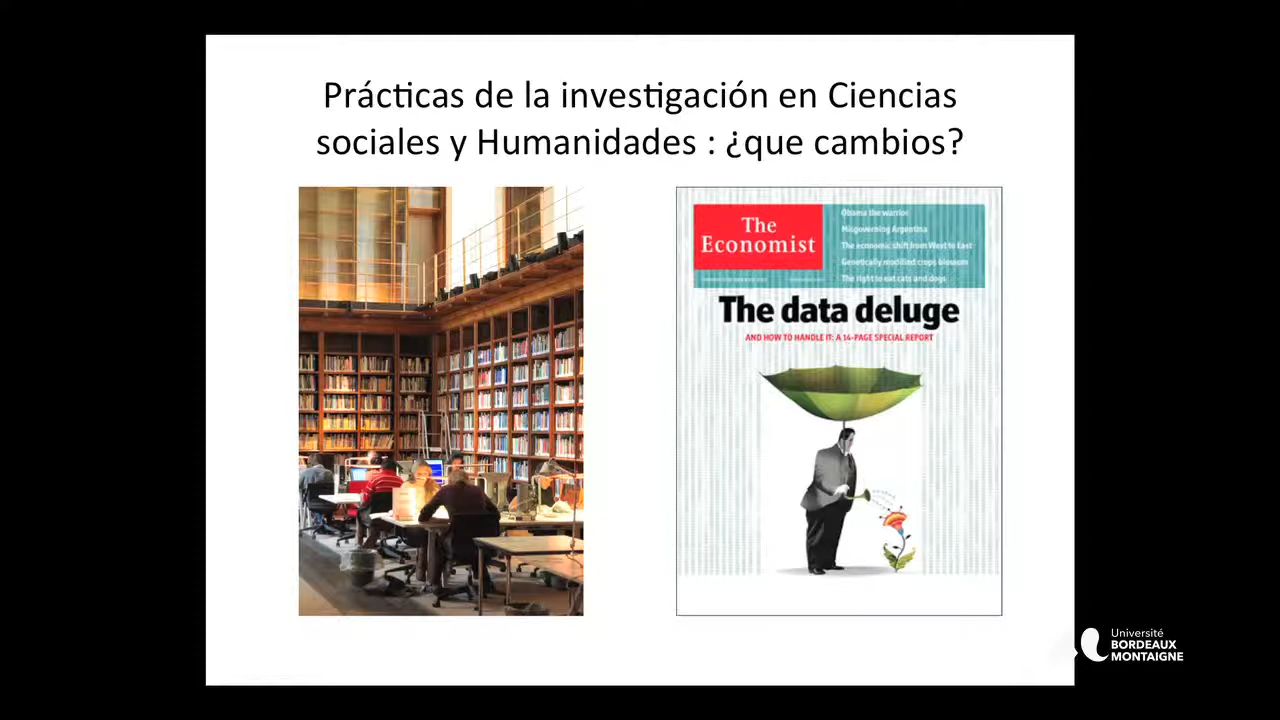 Prácticas de la investigación en Ciencias
sociales y Humanidades : ¿que cambios?
The
Economist
Obama the warrior
Misgoverning Argentina
The economic shift from West to East
Genetically modified crops blossom
The right to eat cats and dogs
The data deluge
AND HOW TO HANDLE IT: A 14-PAGE SPECIAL REPORT
Université
BORDEAUX
MONTAIGNE